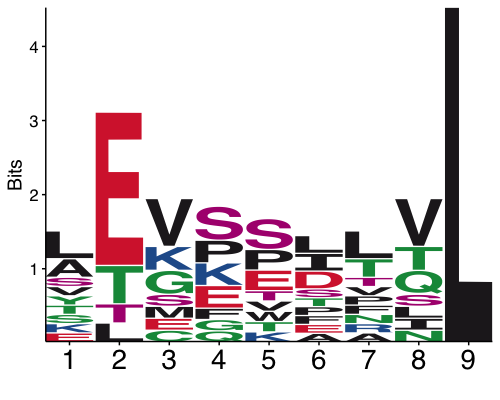 Bits
4
3
2
1
L A S V Y T S K E
E T T L
V K G S M E C
S P K E F G Q
S P E T V W T K
L I D S T P E A
L T T V P N R A
V T Q S L I N
L
1 2 3 4 5 6 7 8 9